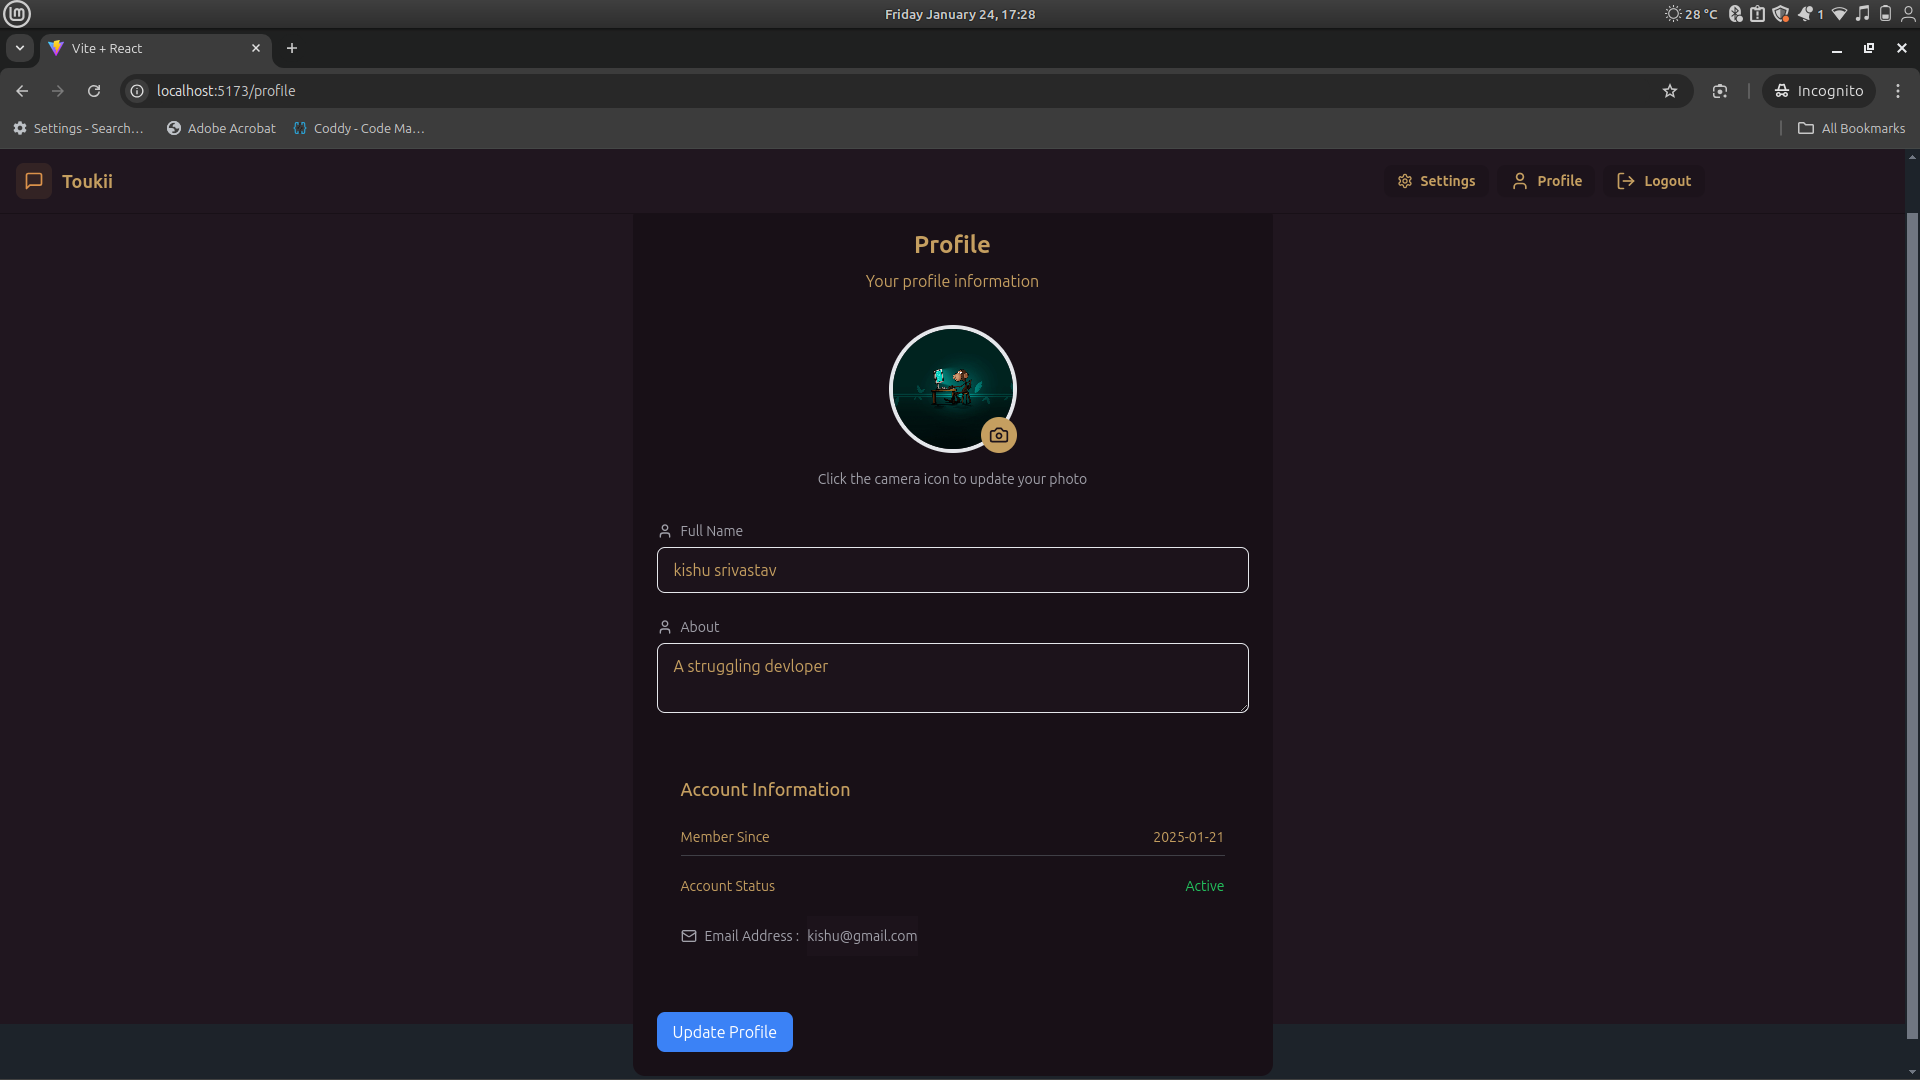 Friday January 24, 17:28
28 °C
1
Vite + React
localhost:5173/profile
Incognito
Settings - Search…
Adobe Acrobat
Coddy - Code Ma…
All Bookmarks
Toukii
Settings
Profile
Logout
Profile
Your profile information
Click the camera icon to update your photo
Full Name
kishu srivastav
About
A struggling devloper
Account Information
Member Since 2025-01-21
Account Status Active
Email Address : kishu@gmail.com
Update Profile